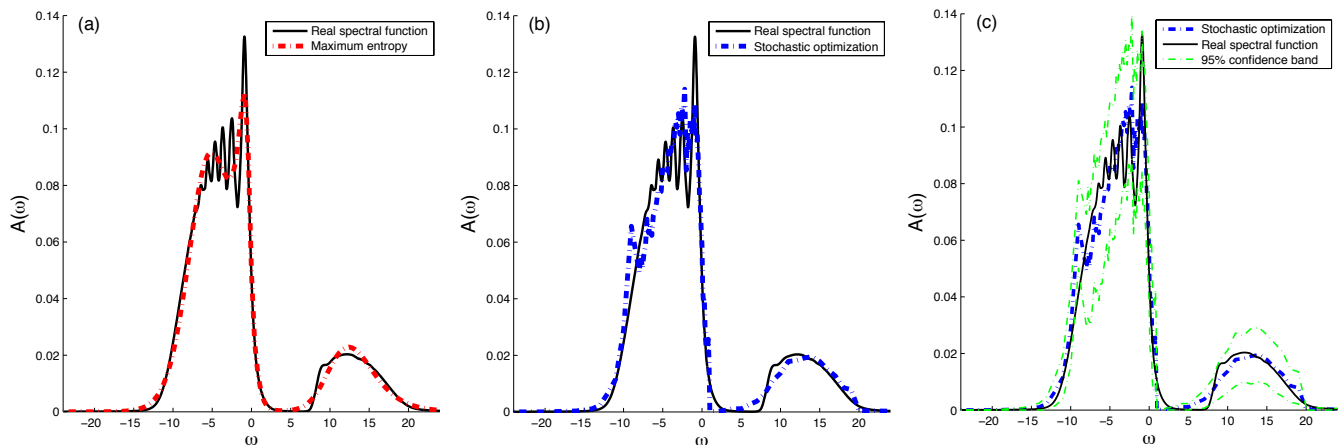 (a)
Real spectral function
Maximum entropy
A(ω)
0.14
0.12
0.1
0.08
0.06
0.04
0.02
0
−20 −15 −10 −5 0 5 10 15 20
ω
(b)
Real spectral function
Stochastic optimization
A(ω)
0.14
0.12
0.1
0.08
0.06
0.04
0.02
0
−20 −15 −10 −5 0 5 10 15 20
ω
(c)
Stochastic optimization
Real spectral function
95% confidence band
A(ω)
0.14
0.12
0.1
0.08
0.06
0.04
0.02
0
−20 −15 −10 −5 0 5 10 15 20
ω